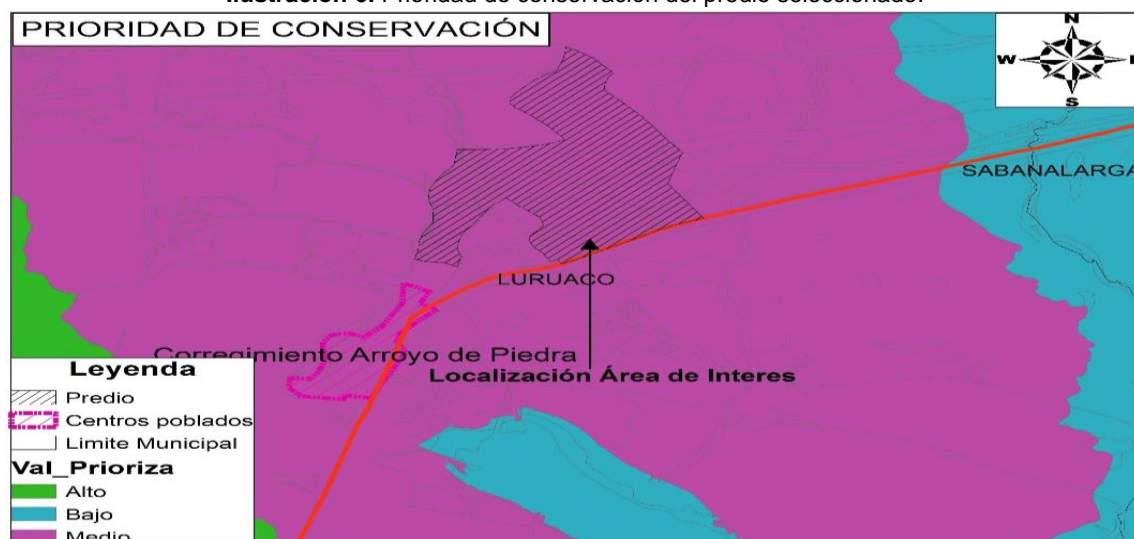 PRIORIDAD DE CONSERVACIÓN
N
W
S
SABANALARGA
LURUACO
Corregimiento Arroyo de Piedra
Localización Área de Interes
Leyenda
Predio
Centros poblados
Limite Municipal
Val_Prioriza
Alto
Bajo
Medio